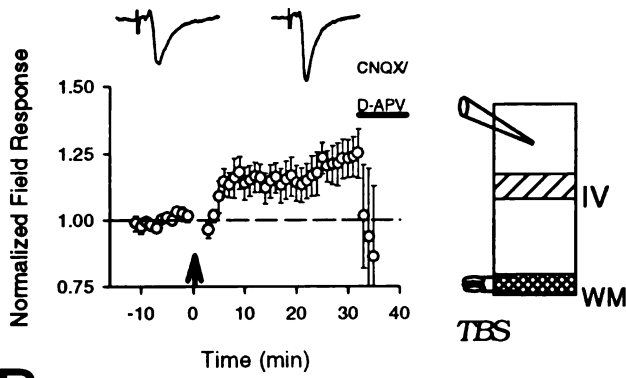 CNQX/
D-APV
Normalized Field Response
1.50
1.25
1.00
0.75
-10 0 10 20 30 40
Time (min)
IV
WM
TBS